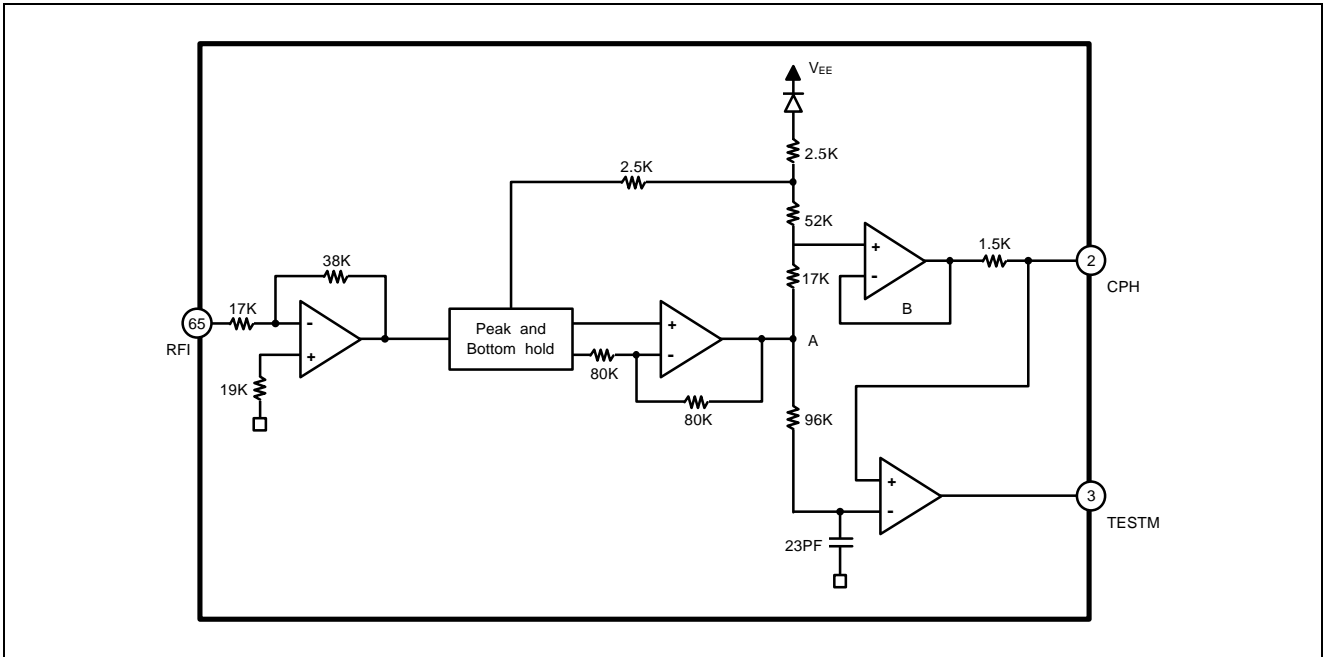 VEE
2.5K
2.5K
52K
38K
1.5K
+
-
2
CPH
17K
B
17K
65
RFI
-
+
Peak and
Bottom hold
+
-
A
80K
80K
19K
96K
+
-
3
TESTM
23PF